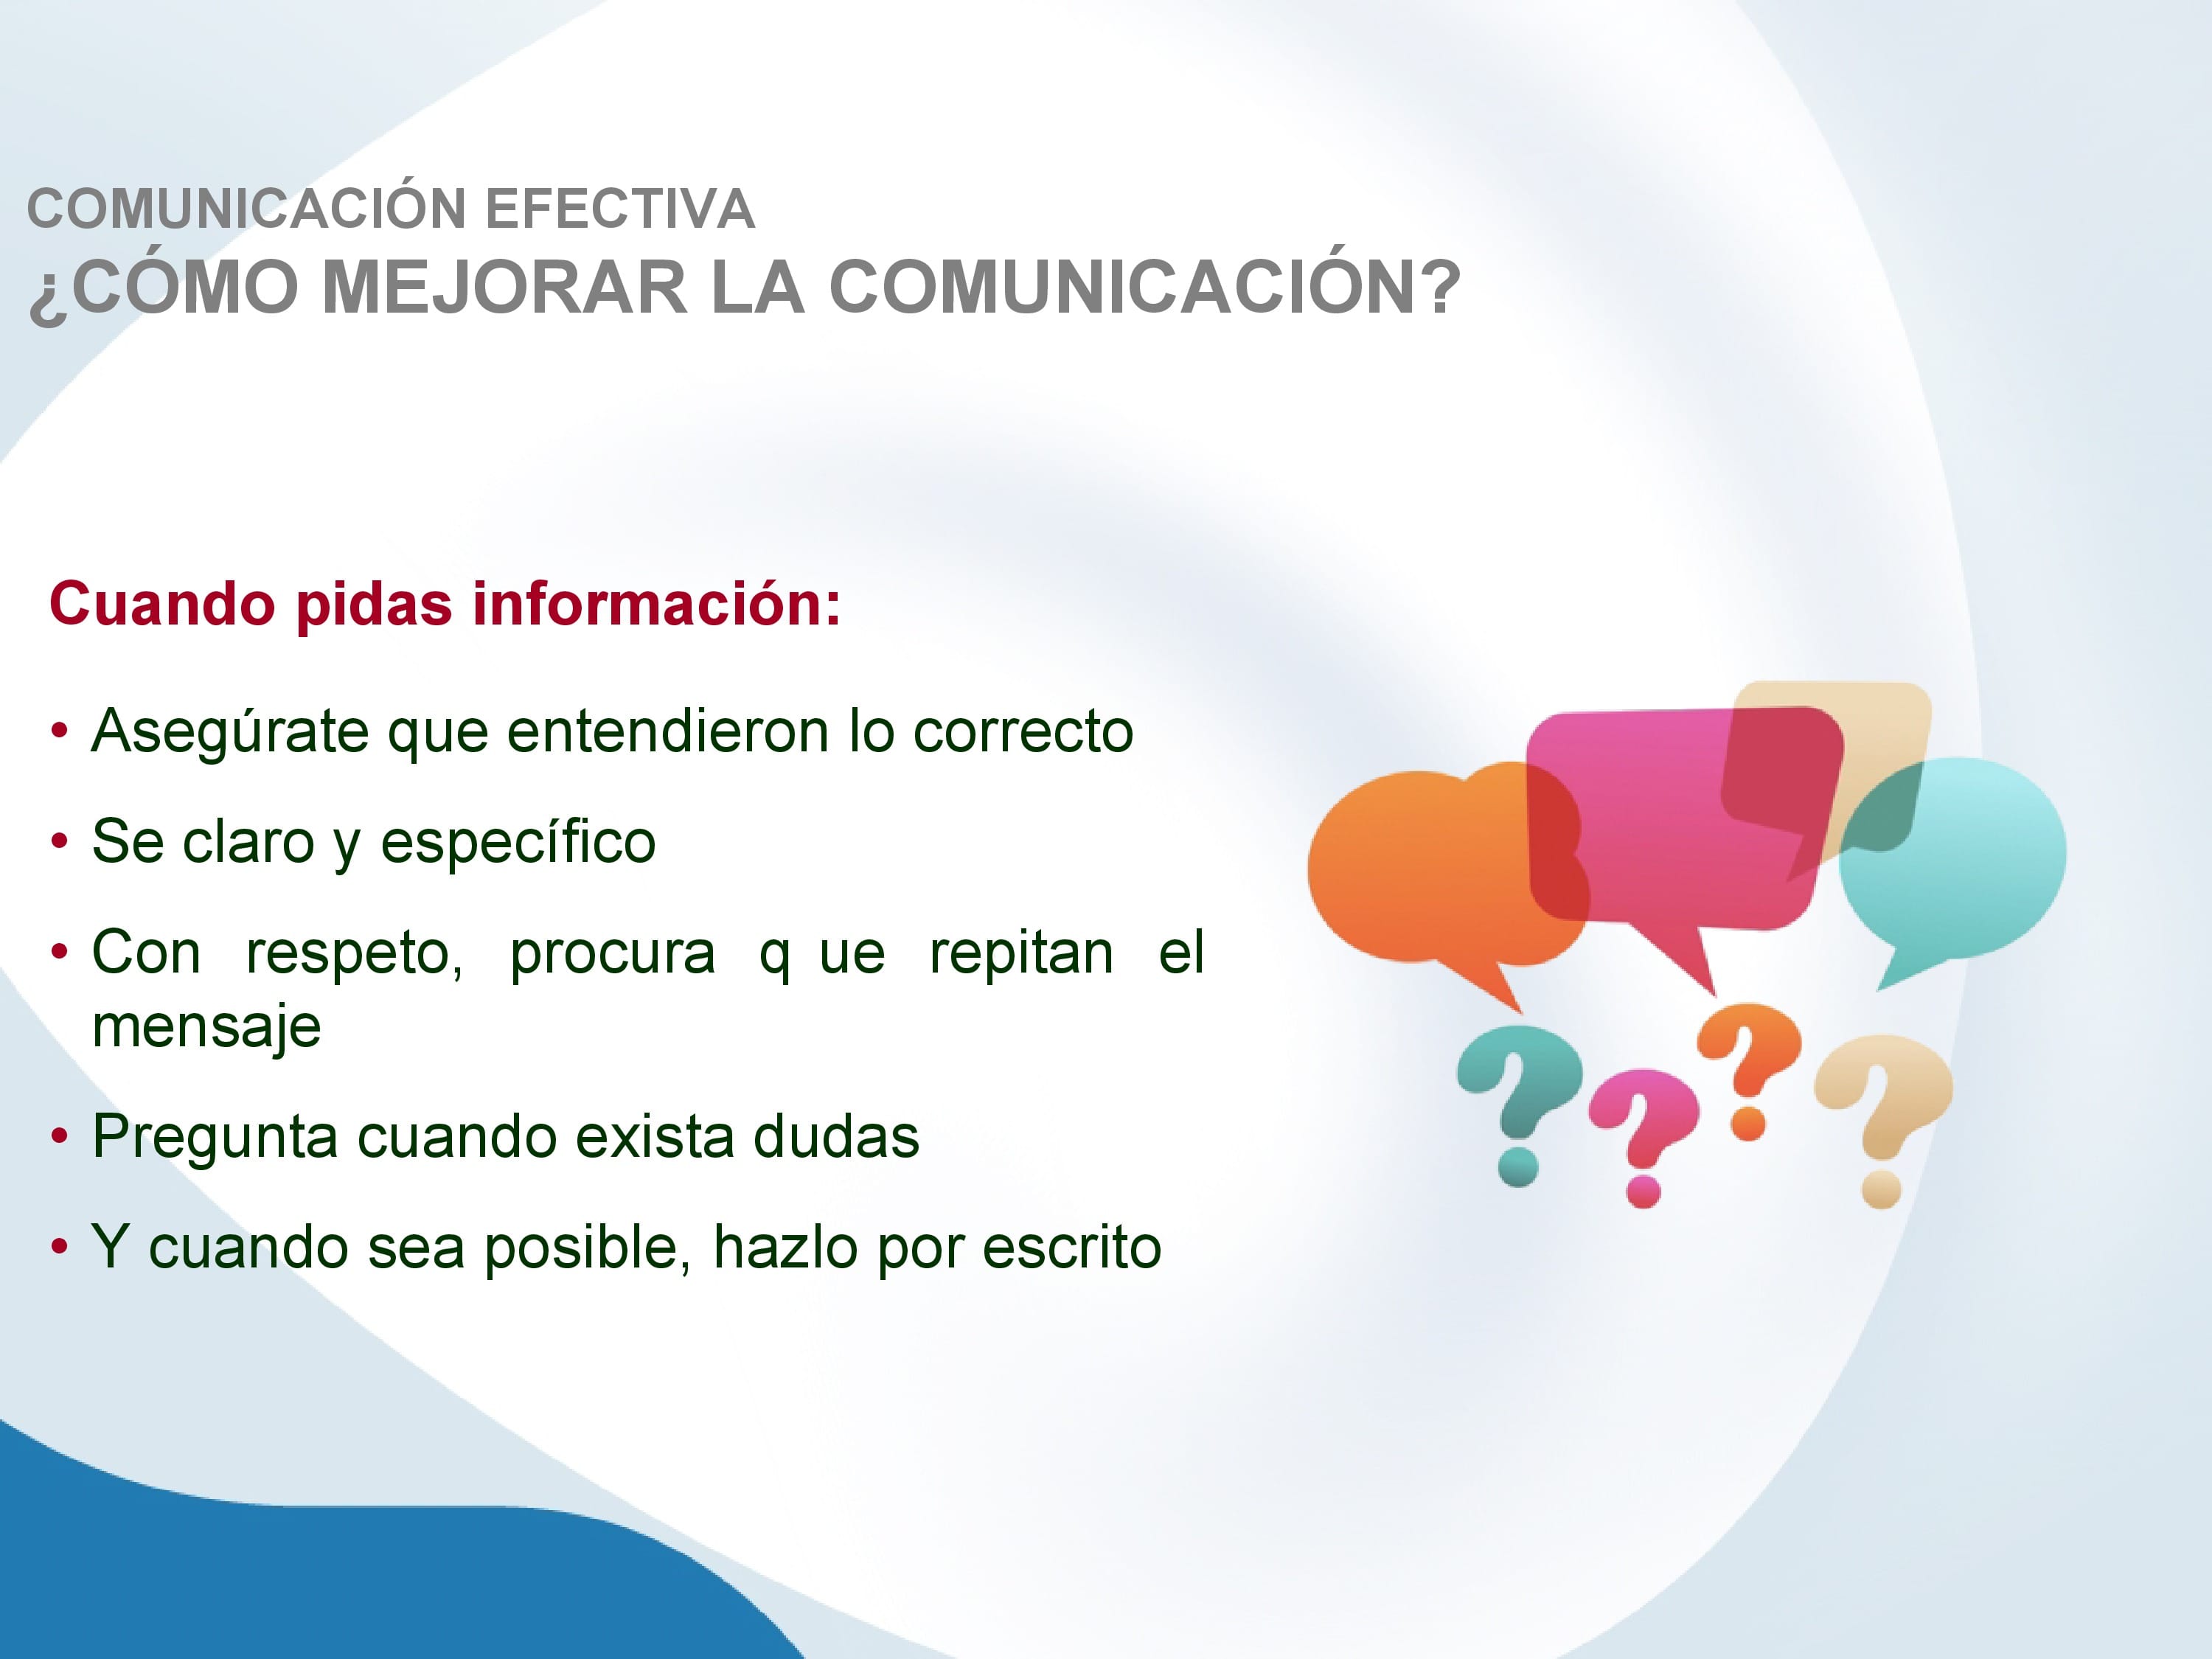 COMUNICACIÓN EFECTIVA
¿CÓMO MEJORAR LA COMUNICACIÓN?
Cuando pidas información:
• Asegúrate que entendieron lo correcto
• Se claro y específico
• Con respeto, procura q ue repitan el
mensaje
• Pregunta cuando exista dudas
• Y cuando sea posible, hazlo por escrito
? ? ? ?